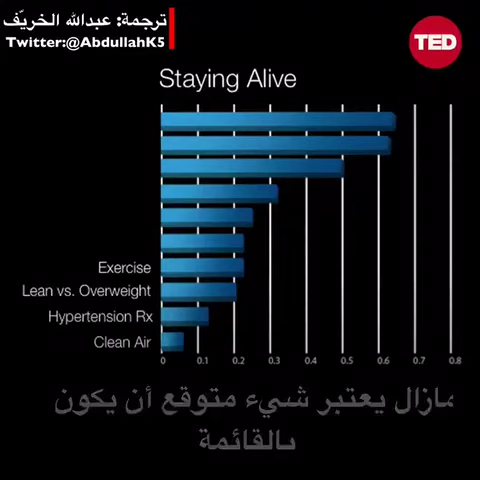 ترجمة: عبدالله الخريّف
Twitter:@AbdullahK5
TED
Staying Alive
Exercise
Lean vs. Overweight
Hypertension Rx
Clean Air
0 0.1 0.2 0.3 0.4 0.5 0.6 0.7 0.8
مازال يعتبر شيء متوقع أن يكون
بالقائمة